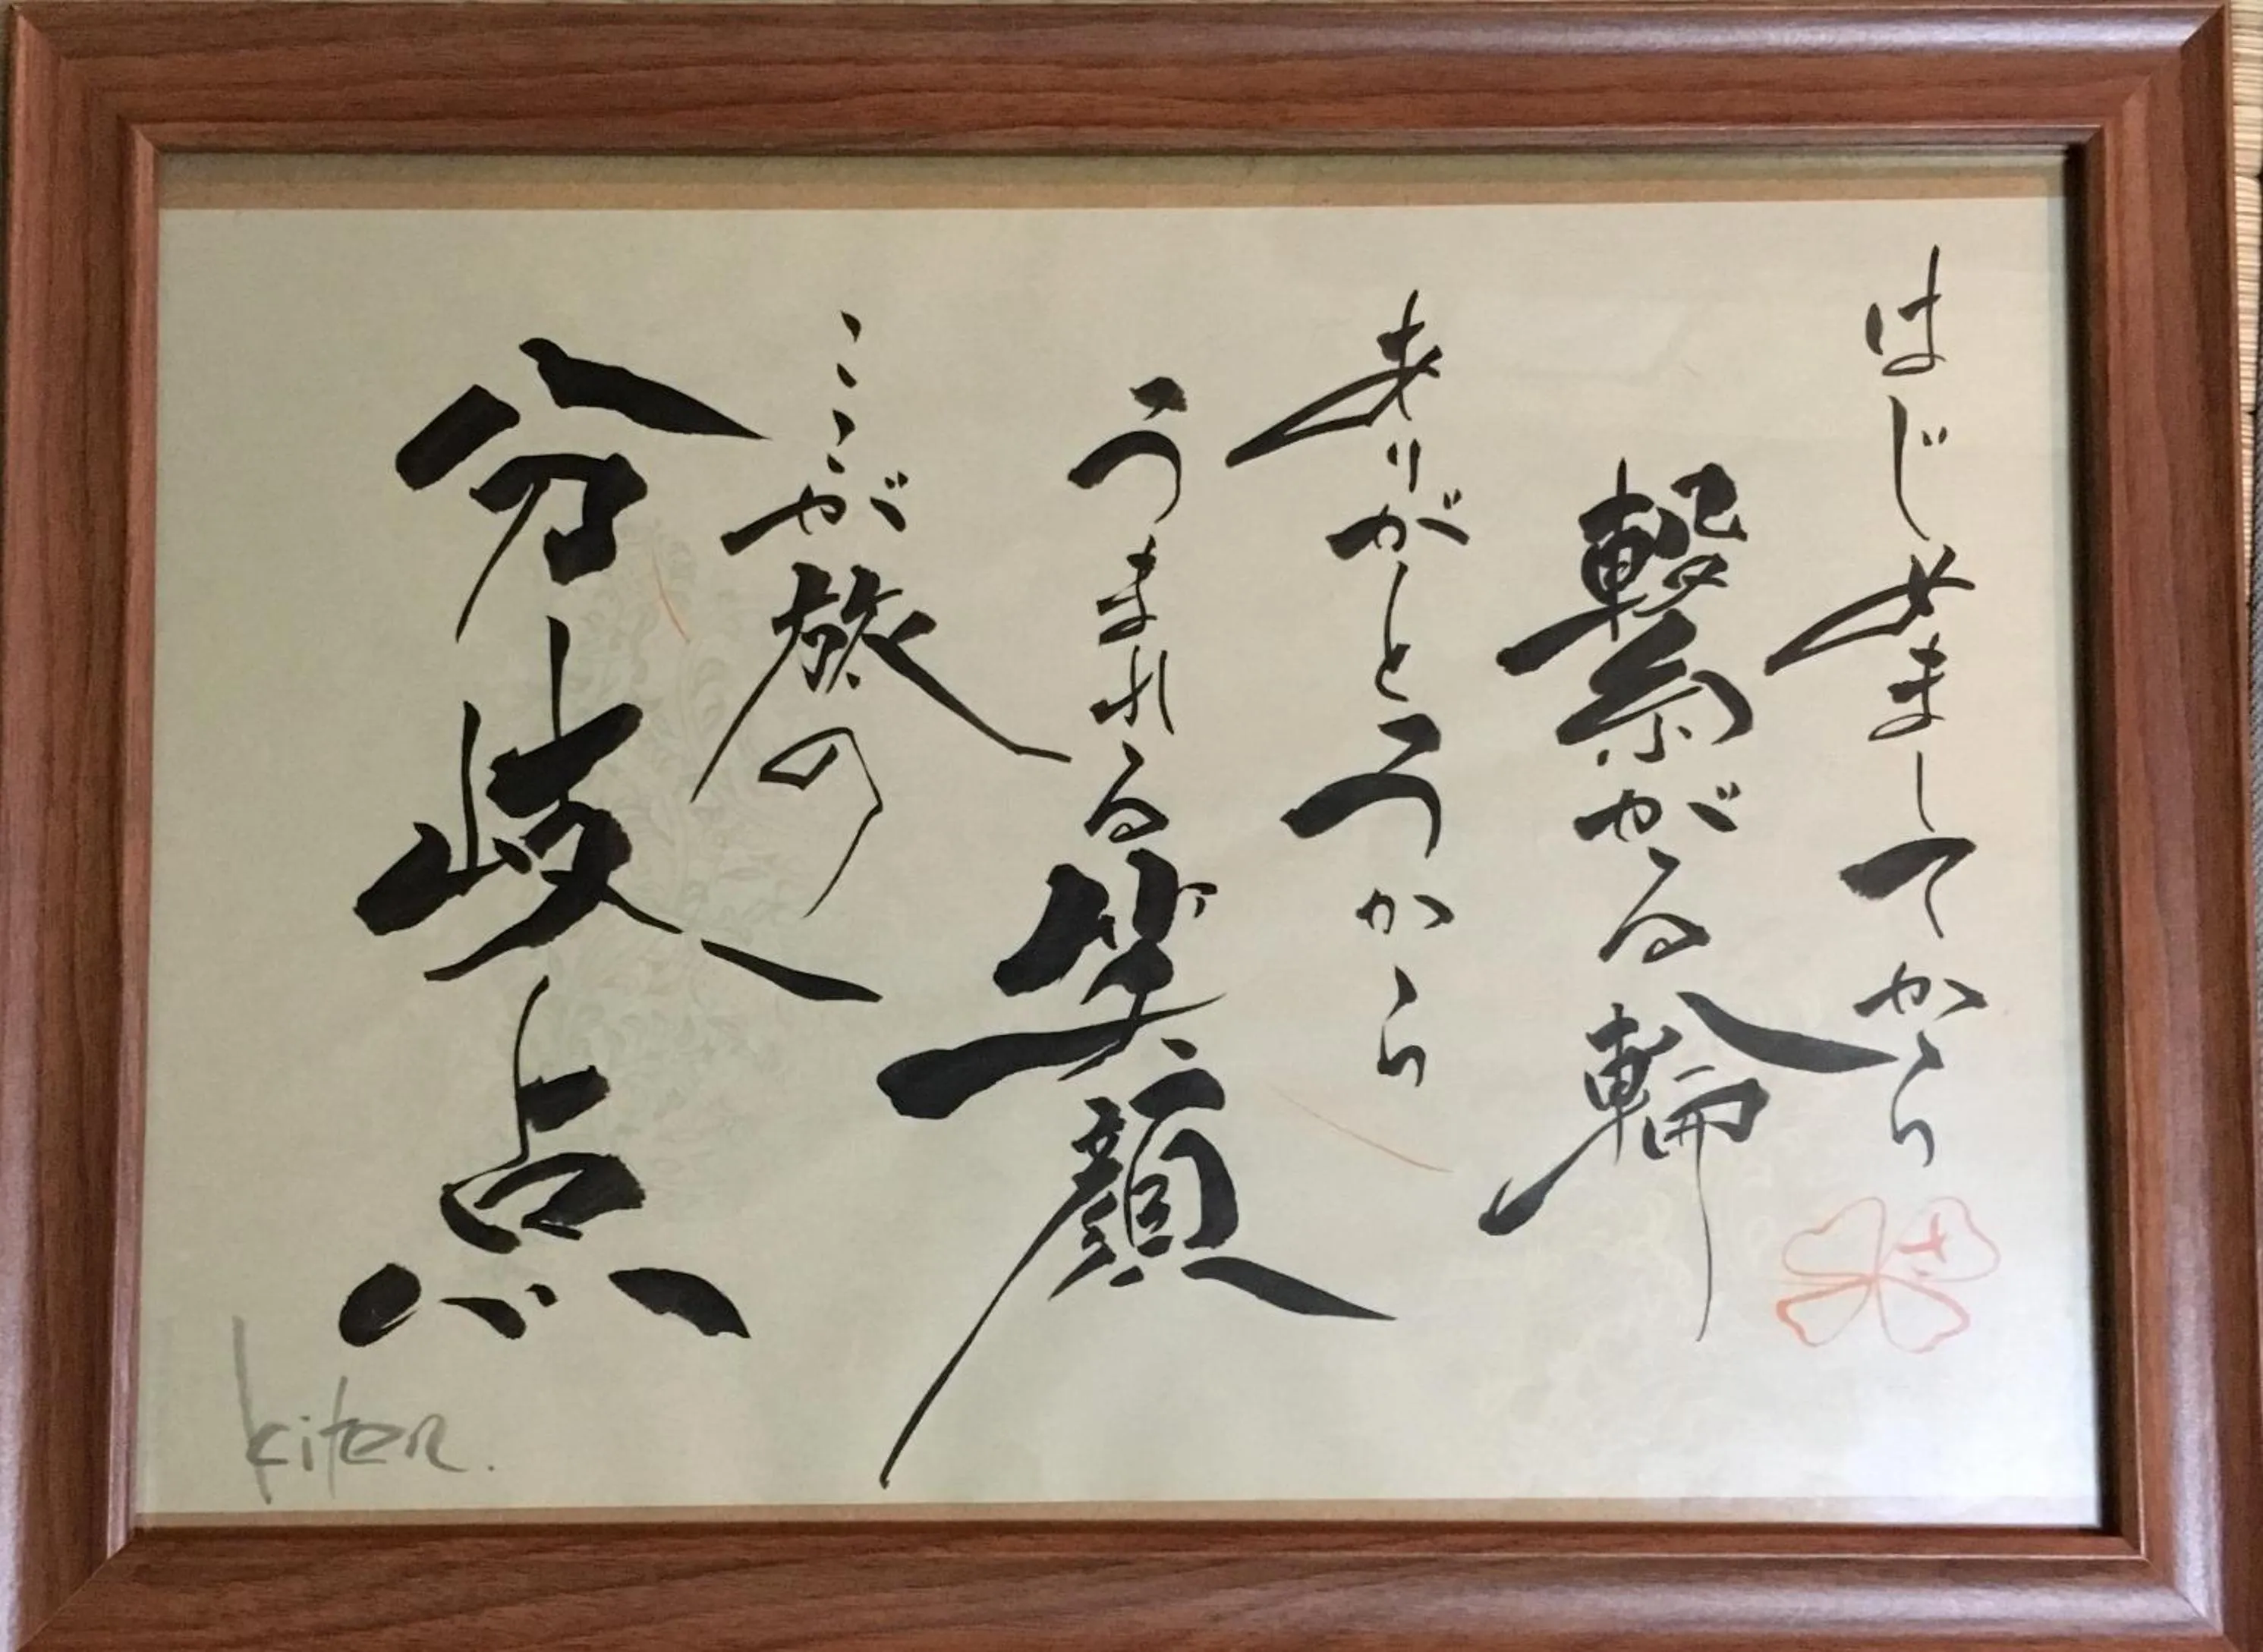 はじめましてから
繋がる輪
ありがとうから
うまれる笑顔
ここが旅の
分岐点
kiten.